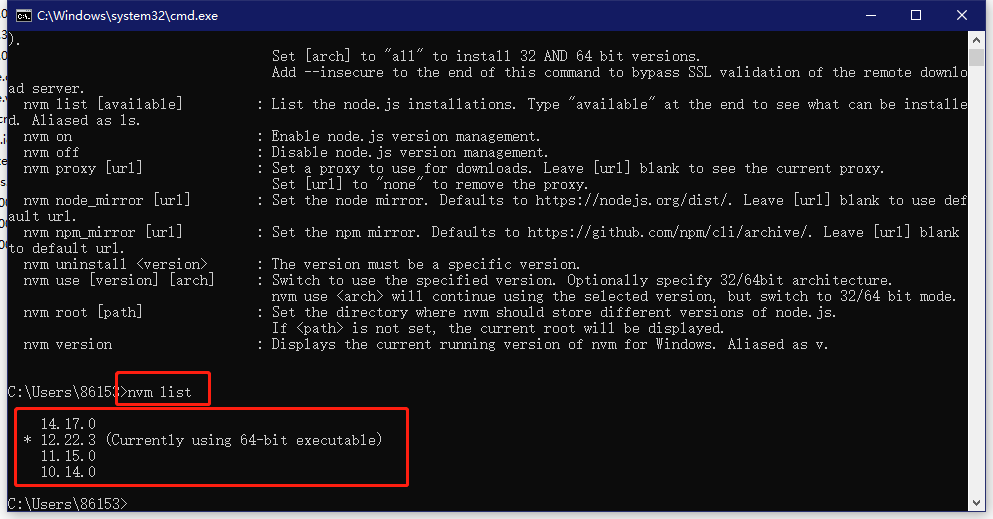 C:\Windows\system32\cmd.exe
).
Set [arch] to "all" to install 32 AND 64 bit versions.
Add --insecure to the end of this command to bypass SSL validation of the remote downlo
ad server.
nvm list [available] : List the node.js installations. Type "available" at the end to see what can be installe
d. Aliased as ls.
nvm on : Enable node.js version management.
nvm off : Disable node.js version management.
nvm proxy [url] : Set a proxy to use for downloads. Leave [url] blank to see the current proxy.
Set [url] to "none" to remove the proxy.
nvm node_mirror [url] : Set the node mirror. Defaults to https://nodejs.org/dist/. Leave [url] blank to use def
ault url.
nvm npm_mirror [url] : Set the npm mirror. Defaults to https://github.com/npm/cli/archive/. Leave [url] blank
to default url.
nvm uninstall <version> : The version must be a specific version.
nvm use [version] [arch] : Switch to use the specified version. Optionally specify 32/64bit architecture.
nvm use <arch> will continue using the selected version, but switch to 32/64 bit mode.
nvm root [path] : Set the directory where nvm should store different versions of node.js.
If <path> is not set, the current root will be displayed.
nvm version : Displays the current running version of nvm for Windows. Aliased as v.
C:\Users\86153>nvm list
14.17.0
* 12.22.3 (Currently using 64-bit executable)
11.15.0
10.14.0
C:\Users\86153>